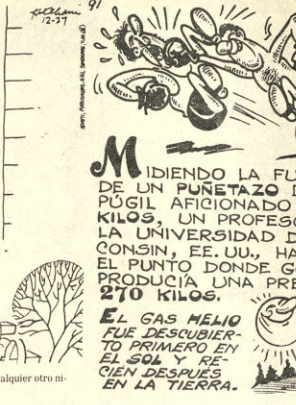 91
12-27
MIDIENDO LA FU
DE UN PUÑETAZO D
PÚGIL AFICIONADO
KILOS, UN PROFESO
LA UNIVERSIDAD D
CONSIN, EE.UU., HA
EL PUNTO DONDE G
PRODUCÍA UNA PRE
270 KILOS.
EL GAS HELIO
FUE DESCUBIER-
TO PRIMERO EN
EL SOL Y RE-
CIÉN DESPUÉS
EN LA TIERRA.
alquier otro ni-